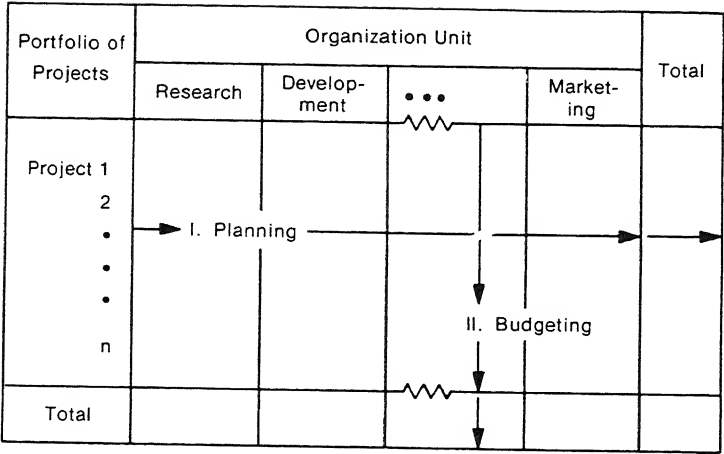 Portfolio of
Projects
Organization Unit
Total
Research
Develop-
ment
• • •
Market-
ing
Project 1
2
•
•
•
n
I. Planning
II. Budgeting
Total